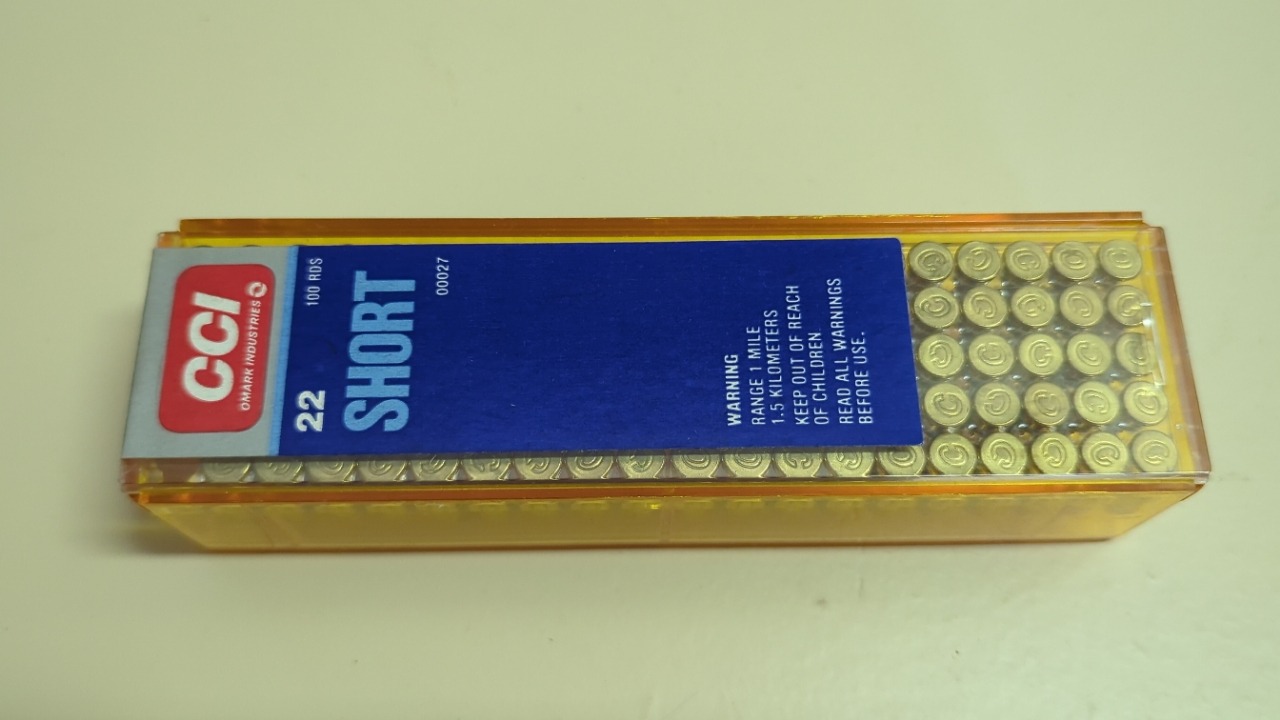 CCI
OMARK INDUSTRIES
100 RDS
22
SHORT
00027
WARNING
RANGE 1 MILE
1.5 KILOMETERS
KEEP OUT OF REACH
OF CHILDREN
READ ALL WARNINGS
BEFORE USE.